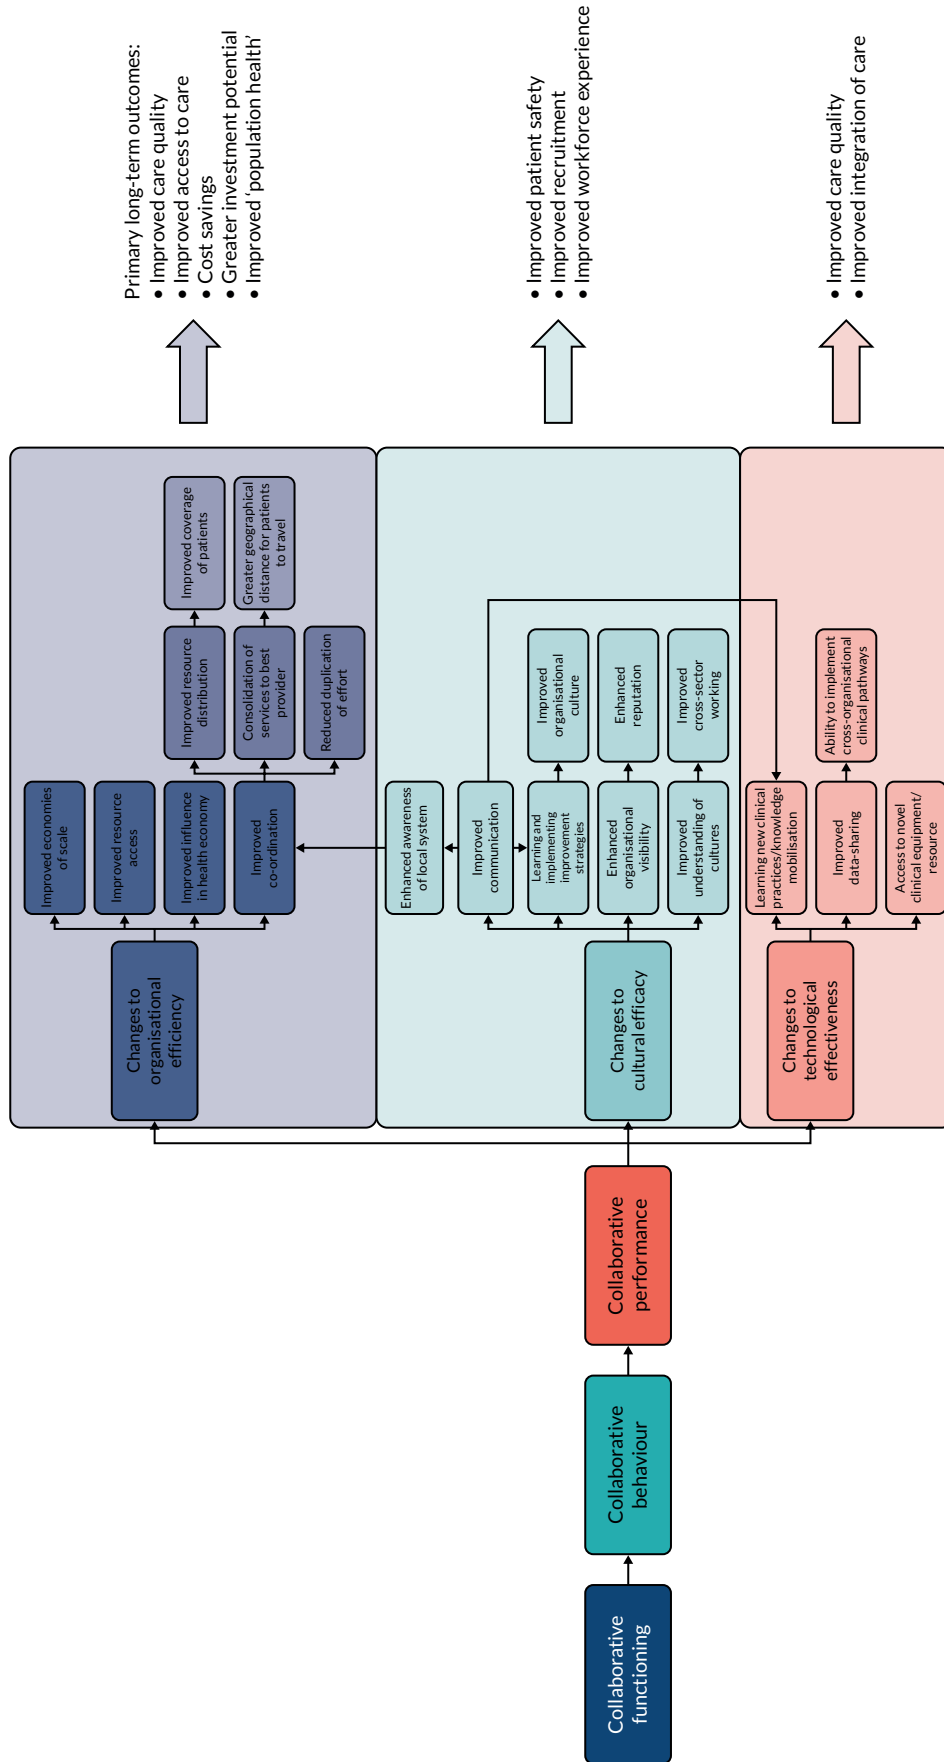 Collaborative
functioning
Collaborative
behaviour
Collaborative
performance
Changes to
organisational
efficiency
Improved economies
of scale
Improved resource
access
Improved influence
in health economy
Improved
co-ordination
Improved resource
distribution
Consolidation of
services to best
provider
Reduced duplication
of effort
Improved coverage
of patients
Greater geographical
distance for patients
to travel
Primary long-term outcomes:
• Improved care quality
• Improved access to care
• Cost savings
• Greater investment potential
• Improved ‘population health’
Changes to
cultural efficacy
Enhanced awareness
of local system
Improved
communication
Learning and
implementing
improvement
strategies
Enhanced
organisational
visibility
Improved
understanding of
cultures
Improved
organisational
culture
Enhanced
reputation
Improved
cross-sector
working
• Improved patient safety
• Improved recruitment
• Improved workforce experience
Changes to
technological
effectiveness
Learning new clinical
practices/knowledge
mobilisation
Improved
data-sharing
Access to novel
clinical equipment/
resource
Ability to implement
cross-organisational
clinical pathways
• Improved care quality
• Improved integration of care